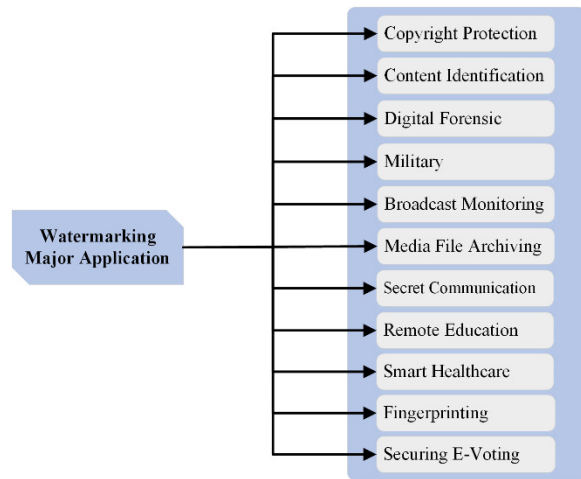 Watermarking
Major Application
Copyright Protection
Content Identification
Digital Forensic
Military
Broadcast Monitoring
Media File Archiving
Secret Communication
Remote Education
Smart Healthcare
Fingerprinting
Securing E-Voting